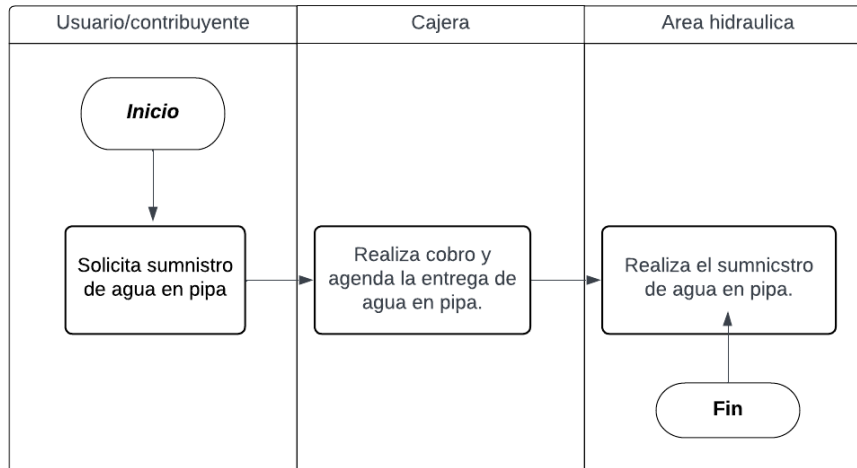 Usuario/contribuyente
Cajera
Area hidraulica
Inicio
Solicita sumnistro
de agua en pipa
Realiza cobro y
agenda la entrega de
agua en pipa.
Realiza el sumnicstro
de agua en pipa.
Fin